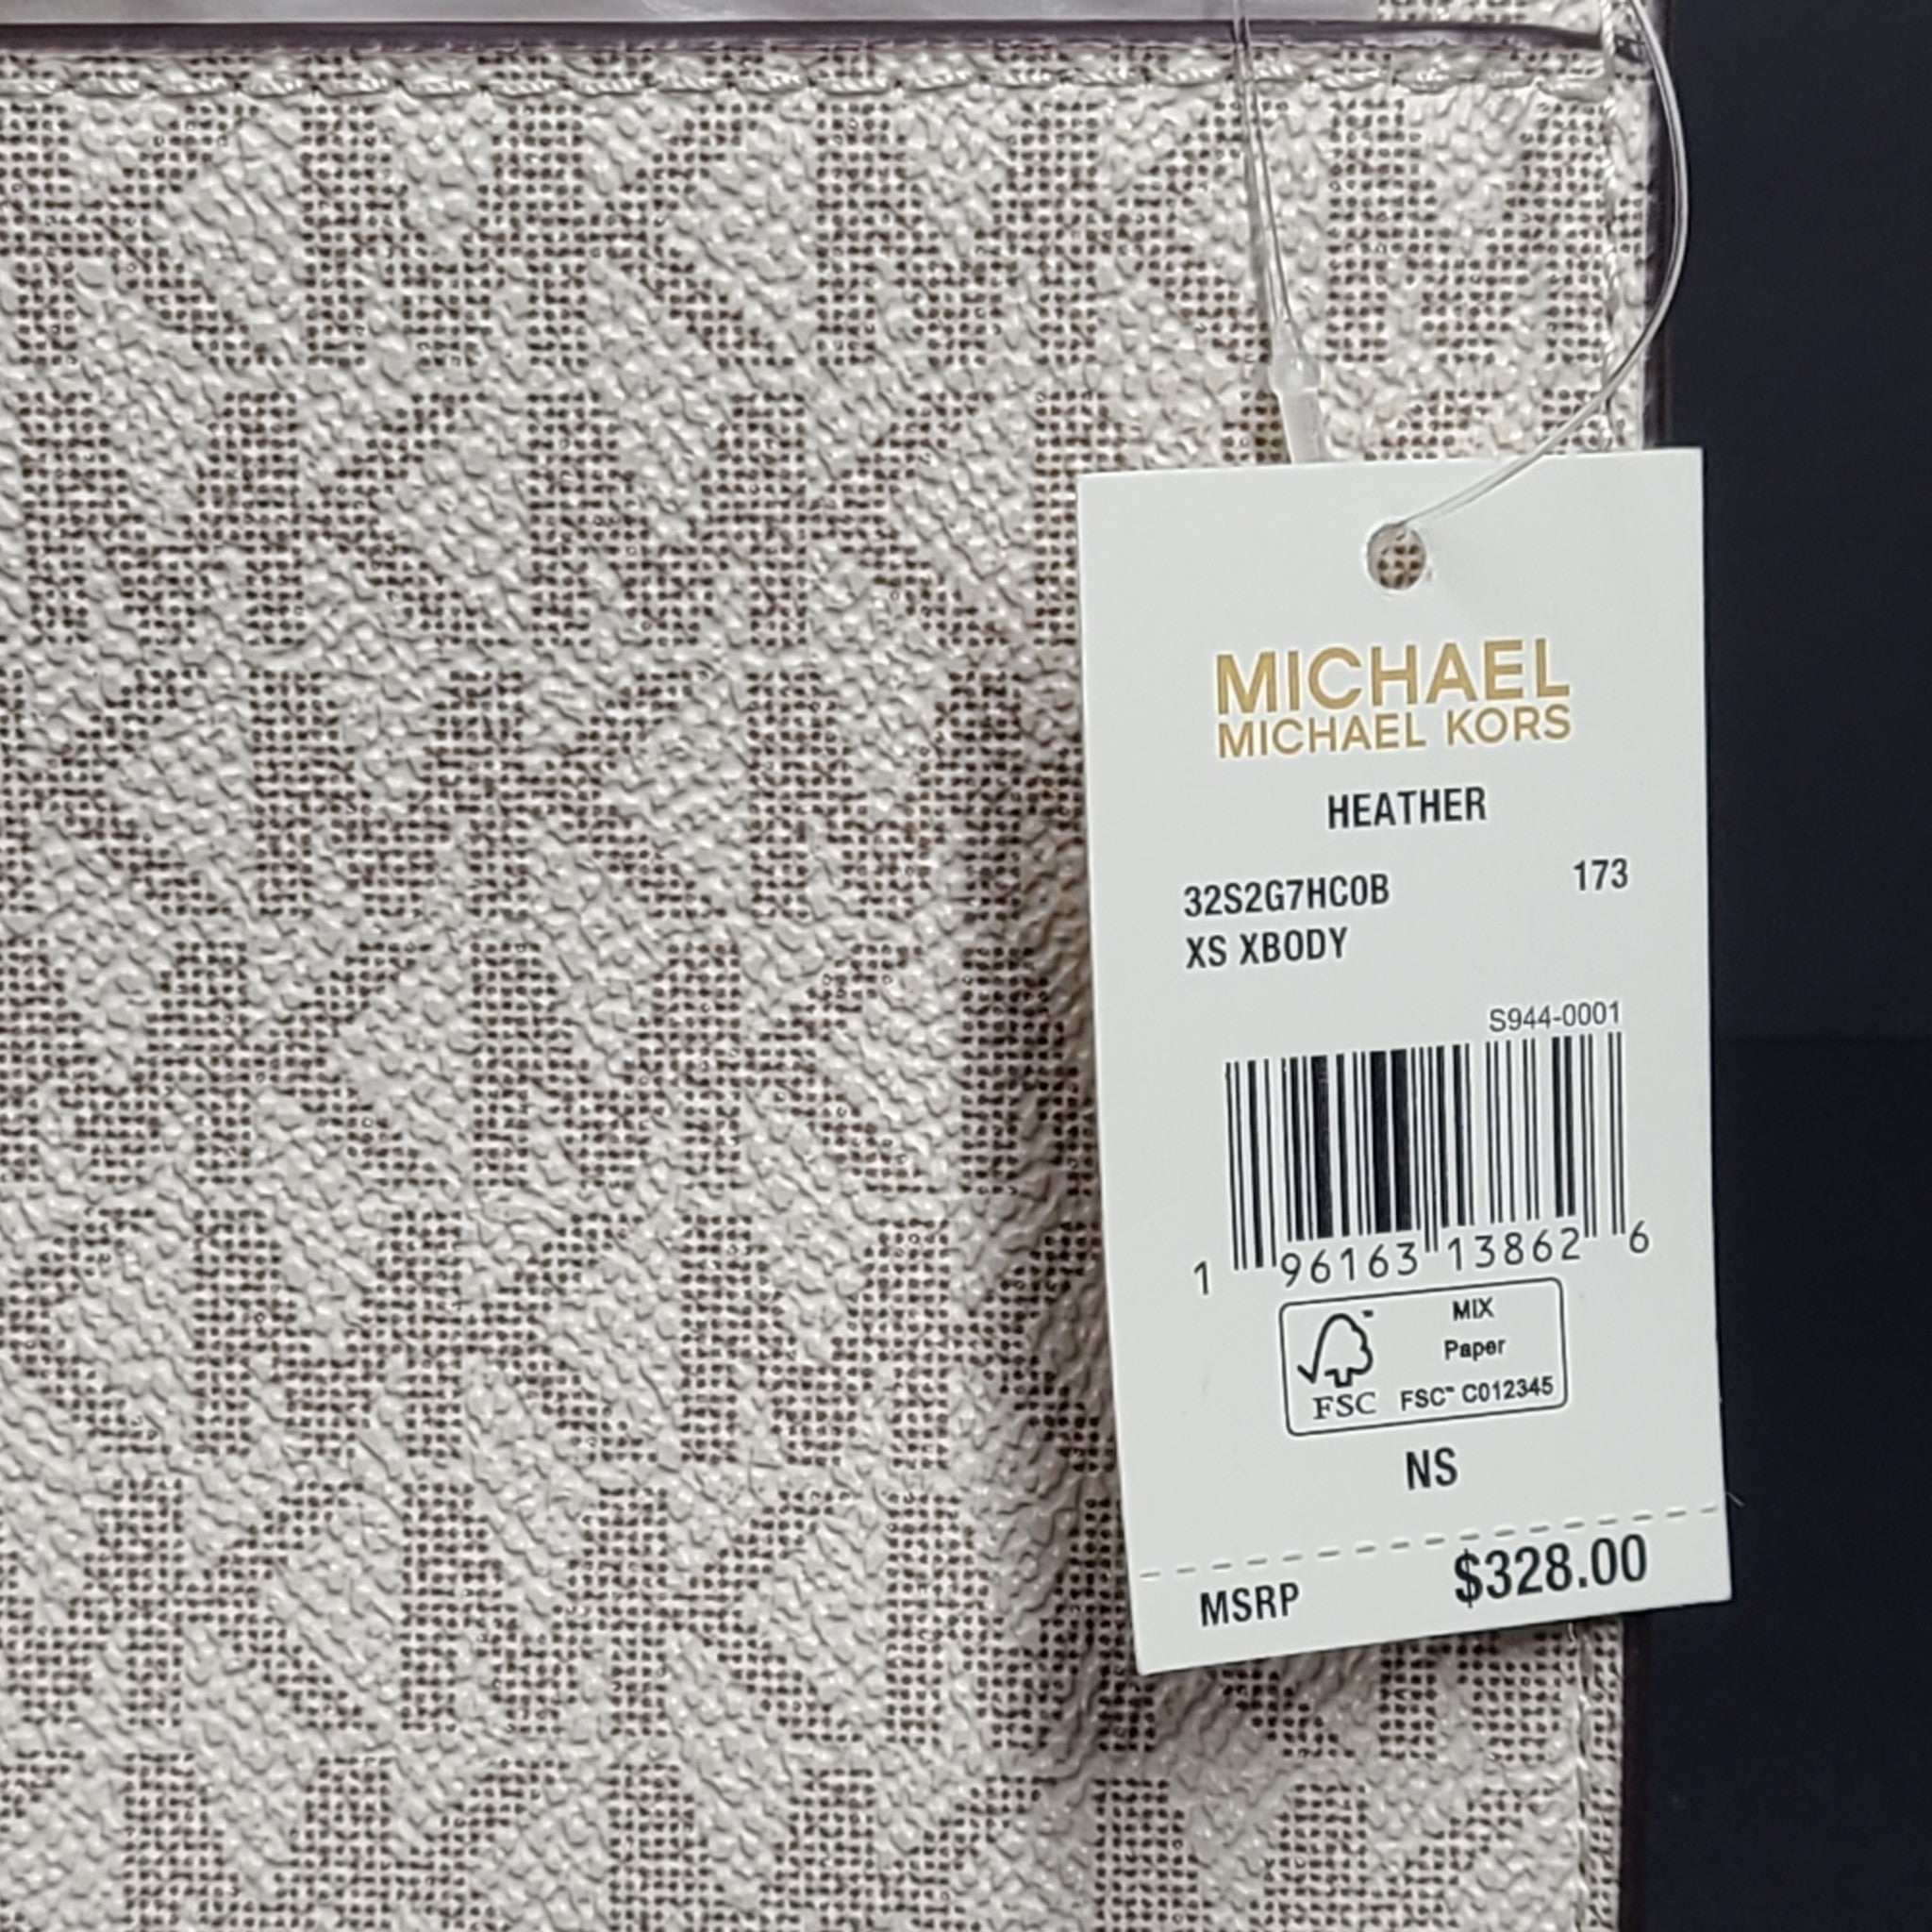 MICHAEL
MICHAEL KORS
HEATHER
32S2G7HC0B 173
XS XBODY
S944-0001
1 96163 13862 6
MIX
Paper
FSC™ C012345
FSC
NS
MSRP $328.00